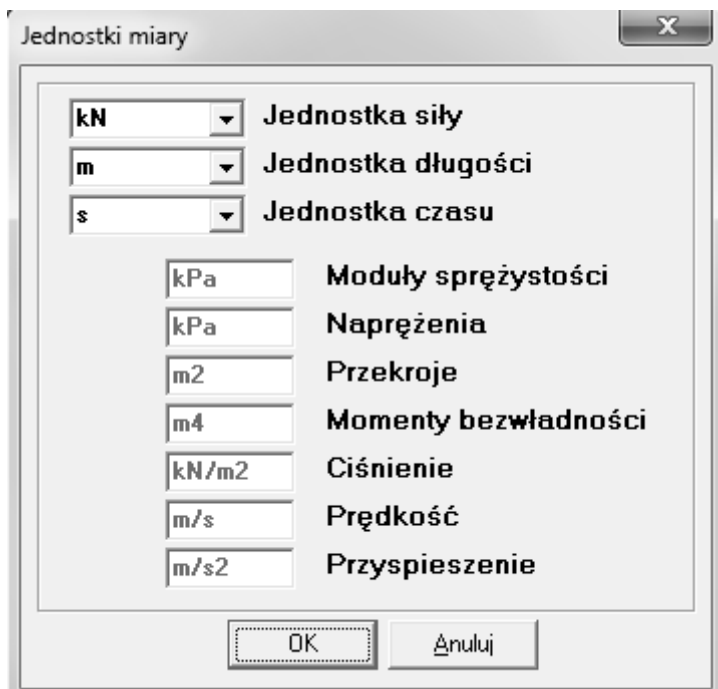 Jednostki miary
kN Jednostka siły
m Jednostka długości
s Jednostka czasu
kPa Moduły sprężystości
kPa Naprężenia
m2 Przekroje
m4 Momenty bezwładności
kN/m2 Ciśnienie
m/s Prędkość
m/s2 Przyspieszenie
OK Anuluj